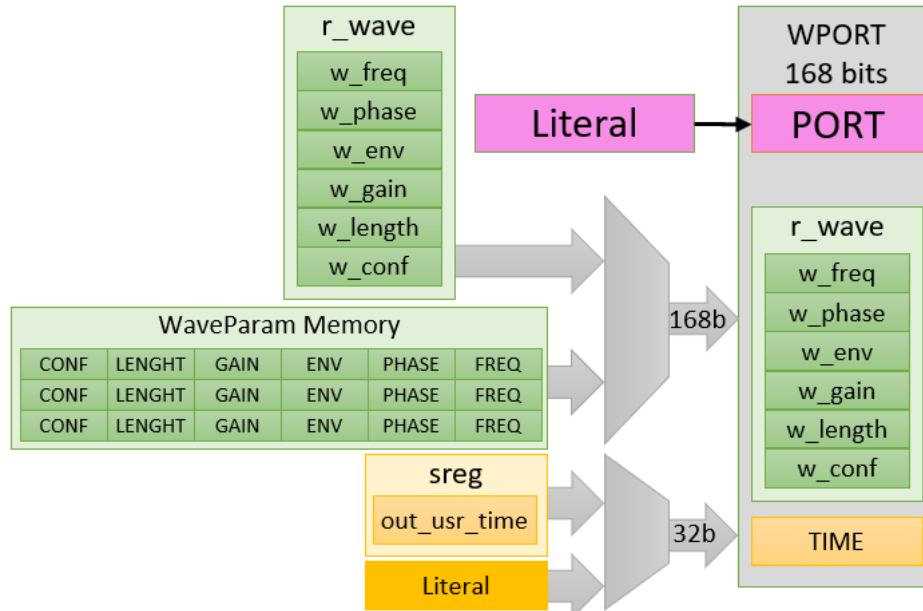 r_wave
w_freq
w_phase
w_env
w_gain
w_length
w_conf
Literal
WPORT
168 bits
PORT
WaveParam Memory
CONF LENGHT GAIN ENV PHASE FREQ
CONF LENGHT GAIN ENV PHASE FREQ
CONF LENGHT GAIN ENV PHASE FREQ
168b
r_wave
w_freq
w_phase
w_env
w_gain
w_length
w_conf
sreg
out_usr_time
Literal
32b
TIME